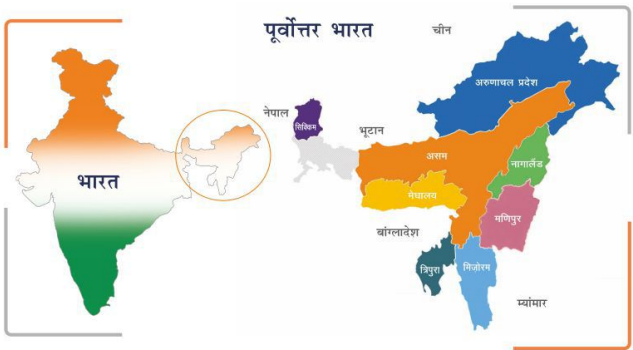 पूर्वोत्तर भारत
चीन
अरुणाचल प्रदेश
नेपाल
सिक्किम
भूटान
असम
नागालैंड
भारत
मेघालय
मणिपुर
बांग्लादेश
त्रिपुरा
मिज़ोरम
म्यांमार